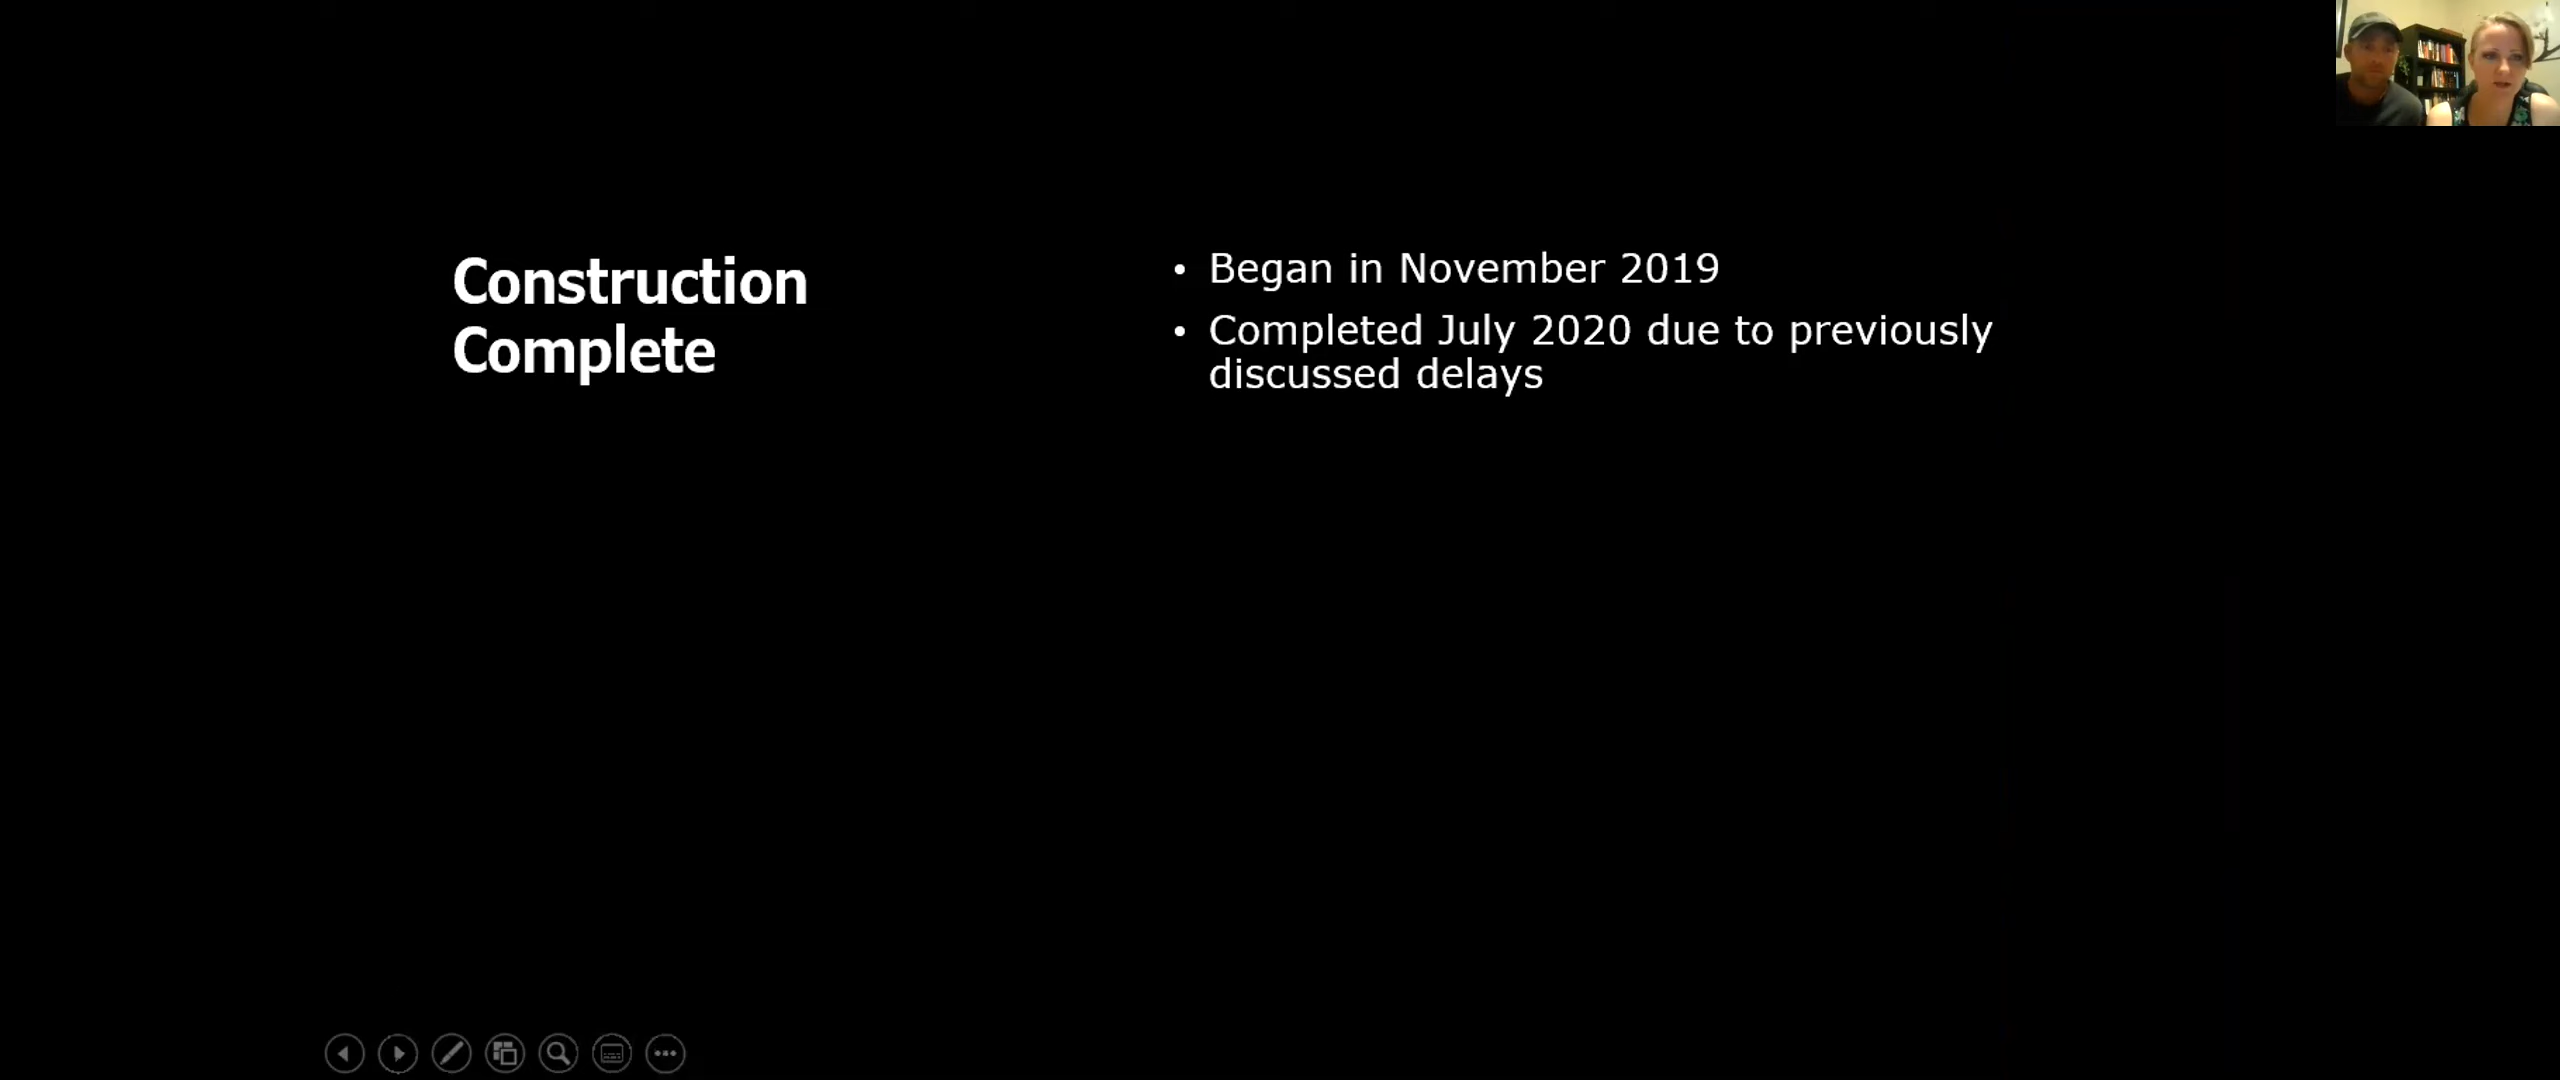 Construction
Complete
• Began in November 2019
• Completed July 2020 due to previously
discussed delays